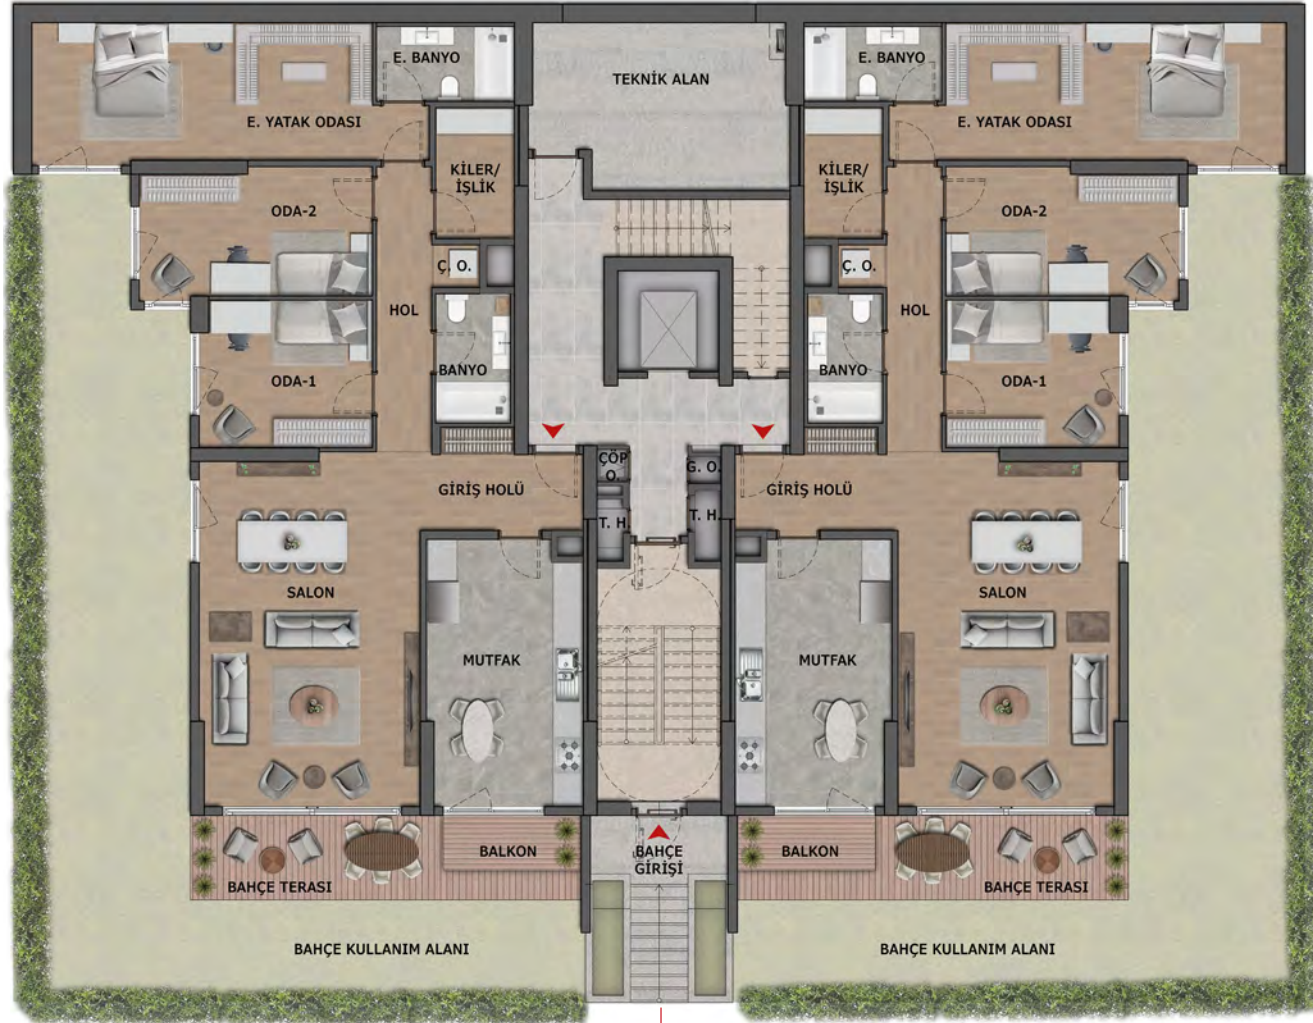 E. BANYO
TEKNİK ALAN
E. BANYO
E. YATAK ODASI
E. YATAK ODASI
KİLER/
İŞLİK
KİLER/
İŞLİK
ODA-2
ODA-2
Ç. O.
Ç. O.
HOL
HOL
BANYO
BANYO
ODA-1
ODA-1
ÇÖP
O.
G. O.
GİRİŞ HOLÜ
GİRİŞ HOLÜ
T. H.
T. H.
SALON
SALON
MUTFAK
MUTFAK
BALKON
BAHÇE
GİRİŞİ
BALKON
BAHÇE TERASI
BAHÇE TERASI
BAHÇE KULLANIM ALANI
BAHÇE KULLANIM ALANI